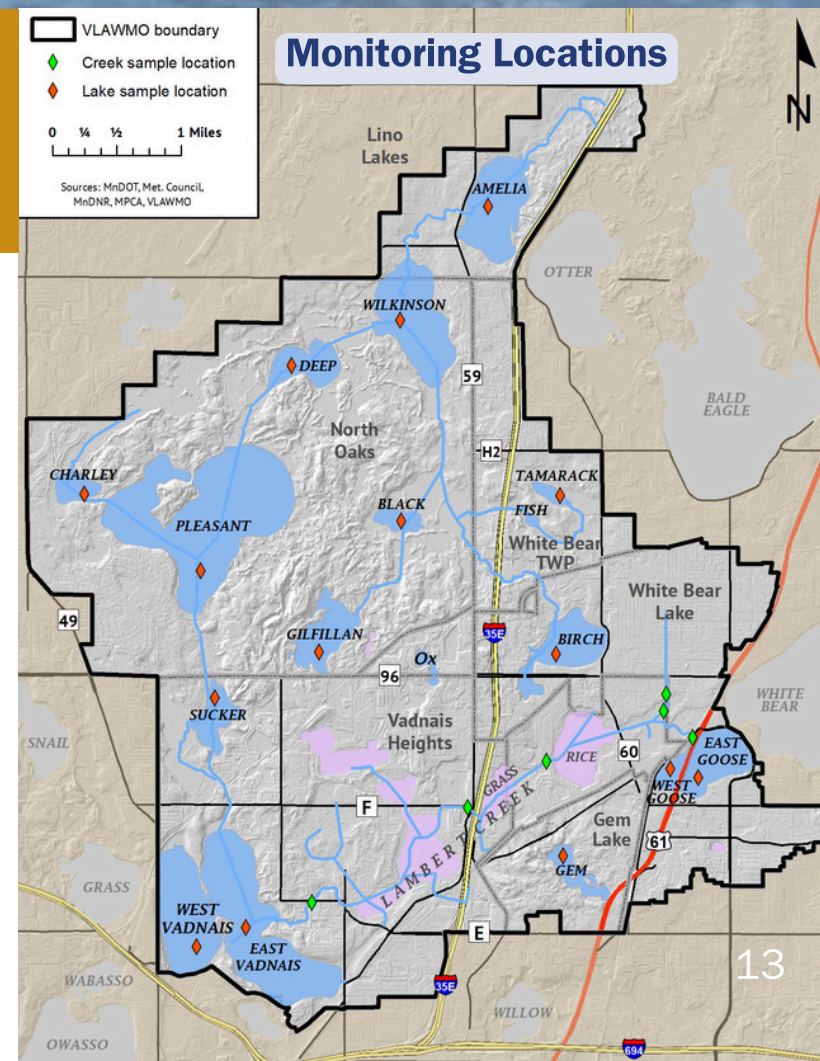 VLAWMO boundary
Creek sample location
Lake sample location
0 ¼ ½ 1 Miles
Sources: MnDOT, Met. Council,
MnDNR, MPCA, VLAWMO
Monitoring Locations
N
Lino
Lakes
AMELIA
OTTER
WILKINSON
DEEP
59
BALD
EAGLE
North
Oaks
H2
CHARLEY
TAMARACK
BLACK
FISH
PLEASANT
White Bear
TWP
White Bear
Lake
49
GILFILLAN
35E
BIRCH
Ox
96
WHITE
BEAR
SUCKER
Vadnais
Heights
SNAIL
RICE
60
EAST
GOOSE
WEST
GOOSE
GRASS
F
LAMBERT CREEK
Gem
Lake
61
GEM
GRASS
WEST
VADNAIS
EAST
VADNAIS
E
13
WABASSO
35E
WILLOW
OWASSO
694